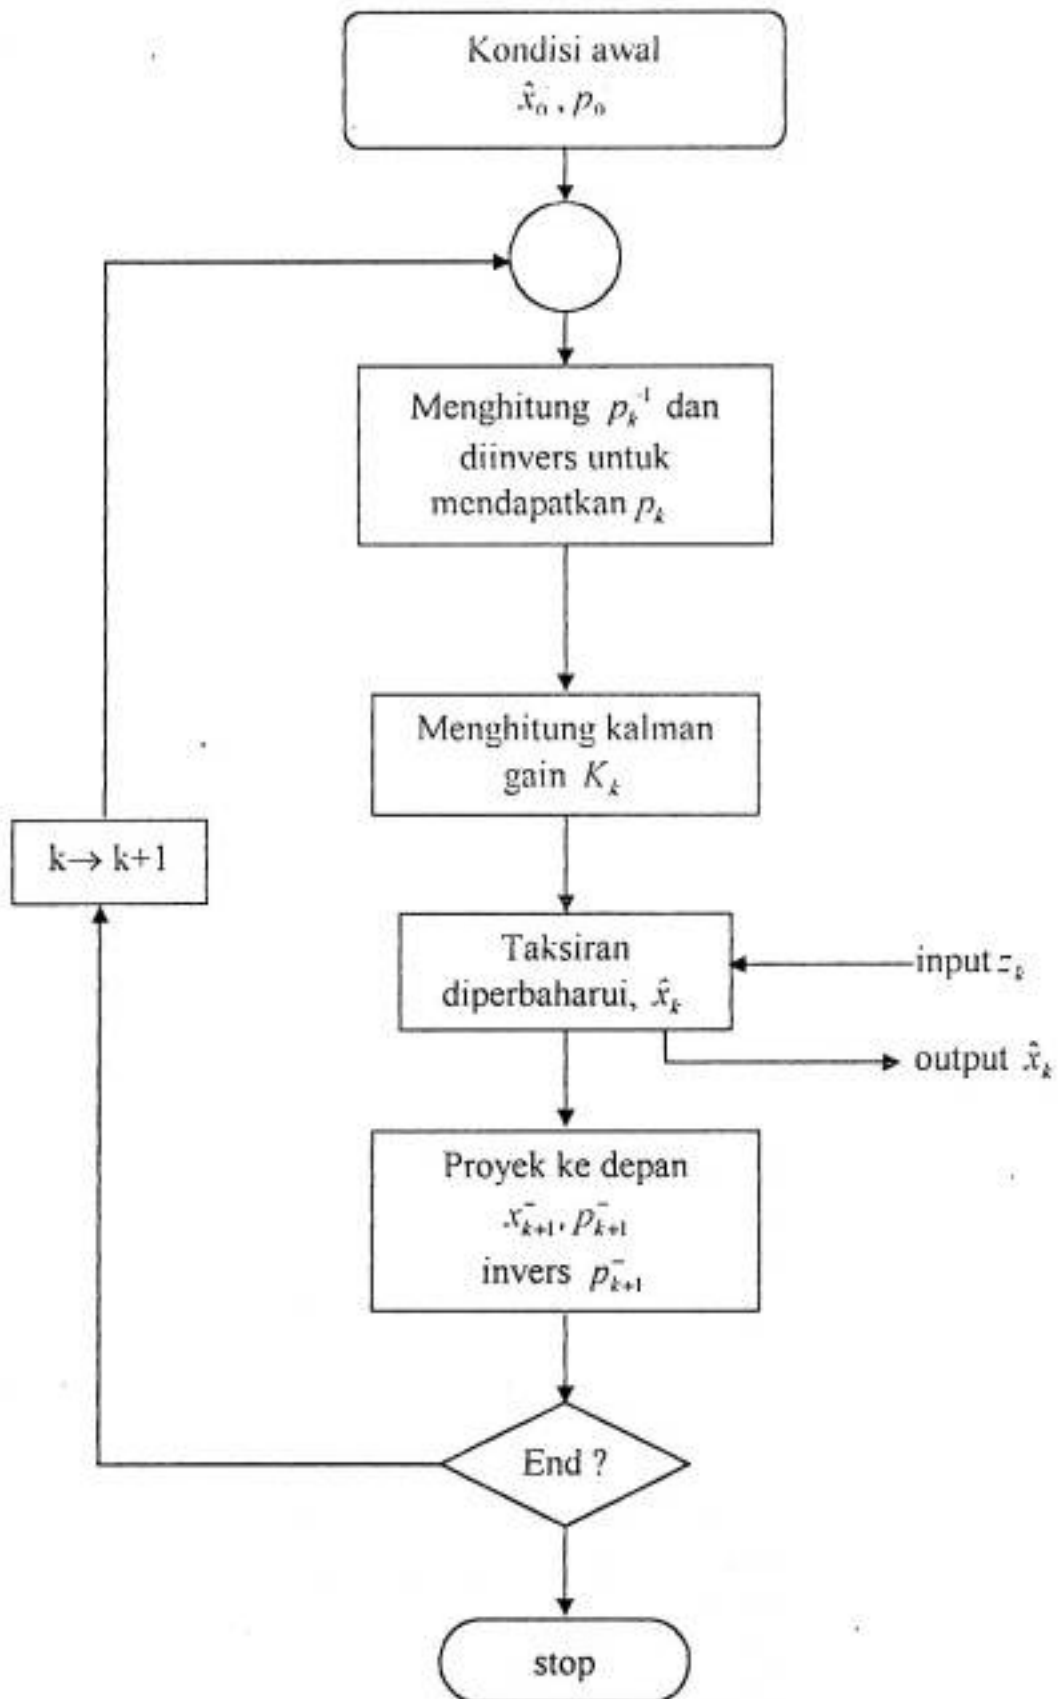 Kondisi awal
x̂₀ , p₀
Menghitung pₖ⁻¹ dan
diinvers untuk
mendapatkan pₖ
Menghitung kalman
gain Kₖ
k→ k+1
Taksiran
diperbaharui, x̂ₖ
input zₖ
output x̂ₖ
Proyek ke depan
x⁻ₖ₊₁, p⁻ₖ₊₁
invers p⁻ₖ₊₁
End ?
stop